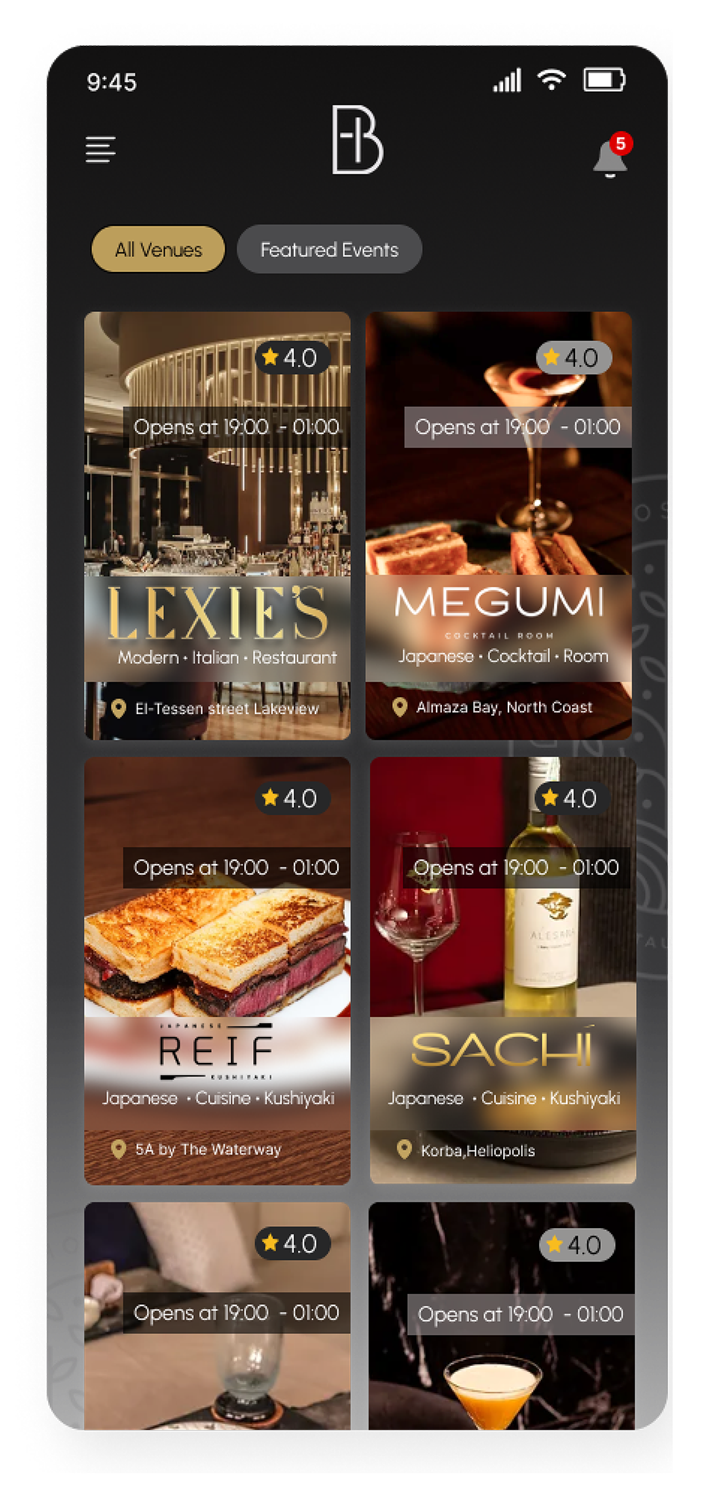 9:45
B
5
All Venues
Featured Events
4.0
Opens at 19:00 - 01:00
LEXIE'S
Modern • Italian • Restaurant
El-Tessen street Lakeview
4.0
Opens at 19:00 - 01:00
MEGUMI
COCKTAIL ROOM
Japanese • Cocktail • Room
Almaza Bay, North Coast
4.0
Opens at 19:00 - 01:00
JAPANESE
REIF
KUSHIYAKI
Japanese • Cuisine • Kushiyaki
5A by The Waterway
4.0
Opens at 19:00 - 01:00
SACHI
Japanese • Cuisine • Kushiyaki
Korba,Heliopolis
4.0
Opens at 19:00 - 01:00
4.0
Opens at 19:00 - 01:00